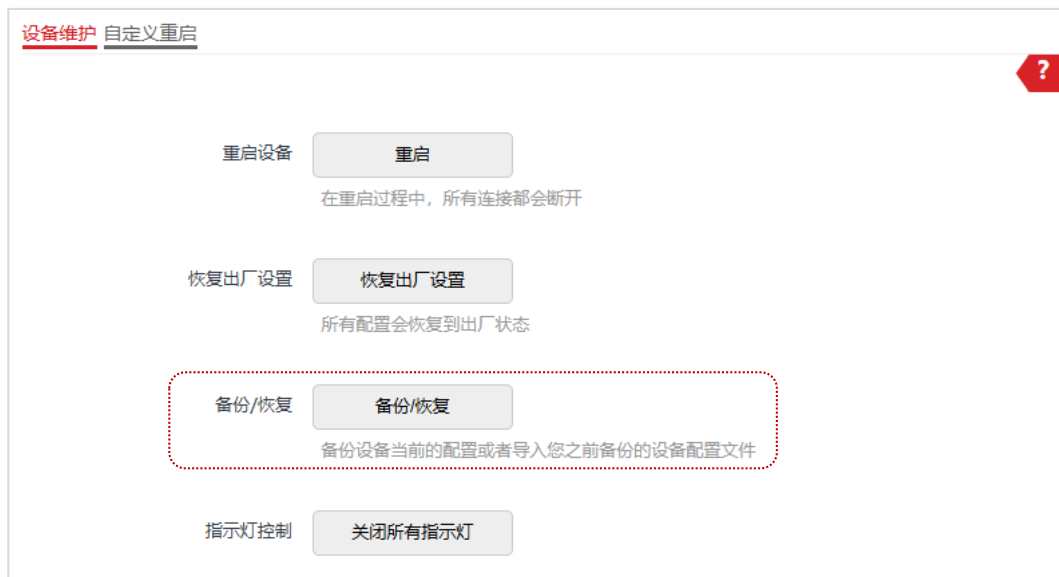 设备维护 自定义重启
?
重启设备 重启
在重启过程中，所有连接都会断开
恢复出厂设置 恢复出厂设置
所有配置会恢复到出厂状态
备份/恢复 备份/恢复
备份设备当前的配置或者导入您之前备份的设备配置文件
指示灯控制 关闭所有指示灯